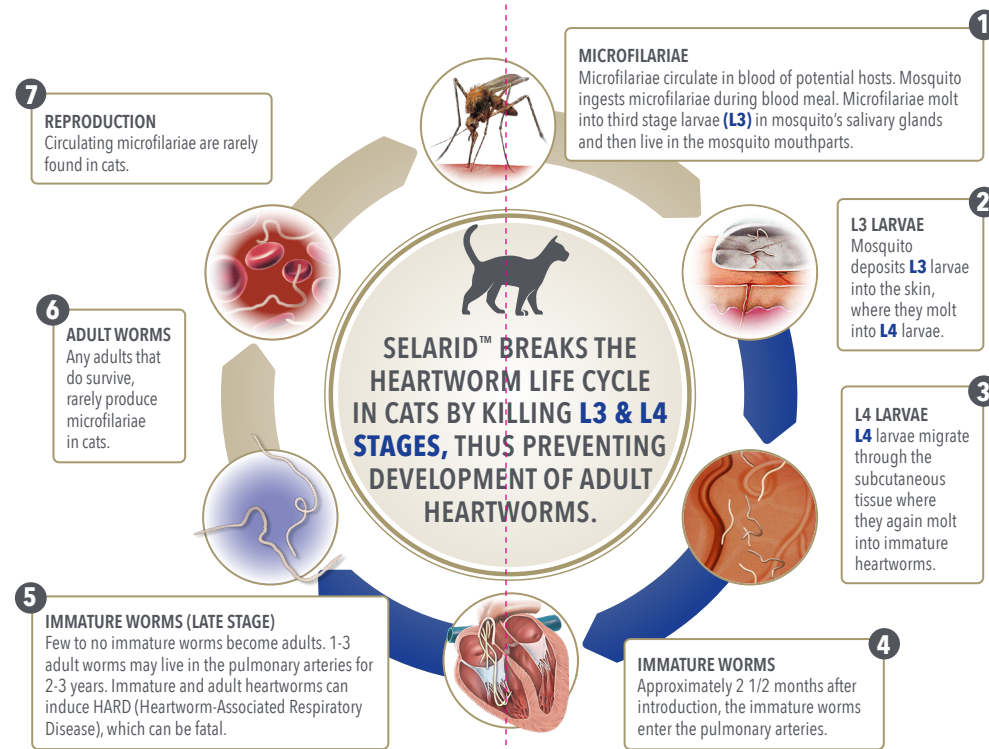 1
MICROFILARIAE
Microfilariae circulate in blood of potential hosts. Mosquito
ingests microfilariae during blood meal. Microfilariae molt
into third stage larvae (L3) in mosquito's salivary glands
and then live in the mosquito mouthparts.
2
L3 LARVAE
Mosquito
deposits L3 larvae
into the skin,
where they molt
into L4 larvae.
3
L4 LARVAE
L4 larvae migrate
through the
subcutaneous
tissue where
they again molt
into immature
heartworms.
4
IMMATURE WORMS
Approximately 2 1/2 months after
introduction, the immature worms
enter the pulmonary arteries.
5
IMMATURE WORMS (LATE STAGE)
Few to no immature worms become adults. 1-3
adult worms may live in the pulmonary arteries for
2-3 years. Immature and adult heartworms can
induce HARD (Heartworm-Associated Respiratory
Disease), which can be fatal.
6
ADULT WORMS
Any adults that
do survive,
rarely produce
microfilariae
in cats.
7
REPRODUCTION
Circulating microfilariae are rarely
found in cats.
SELARID™ BREAKS THE
HEARTWORM LIFE CYCLE
IN CATS BY KILLING L3 & L4
STAGES, THUS PREVENTING
DEVELOPMENT OF ADULT
HEARTWORMS.